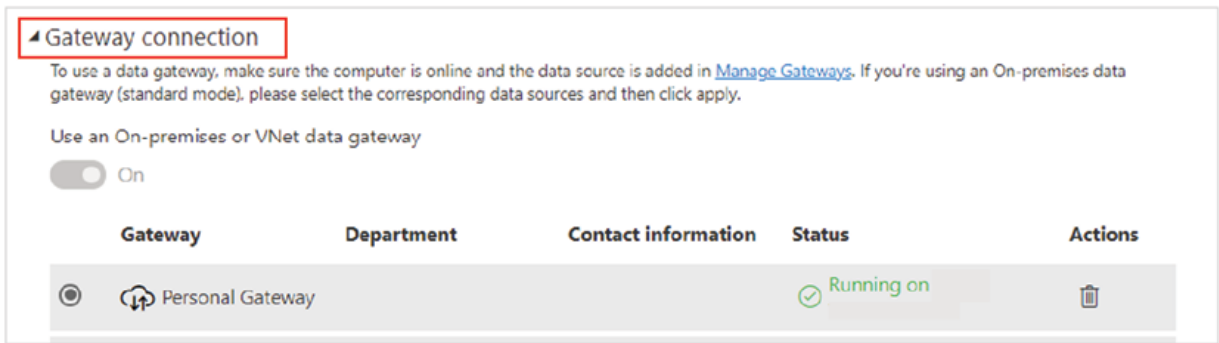 Gateway connection
To use a data gateway, make sure the computer is online and the data source is added in Manage Gateways. If you're using an On-premises data
gateway (standard mode), please select the corresponding data sources and then click apply.
Use an On-premises or VNet data gateway
On
Gateway Department Contact information Status Actions
Personal Gateway Running on